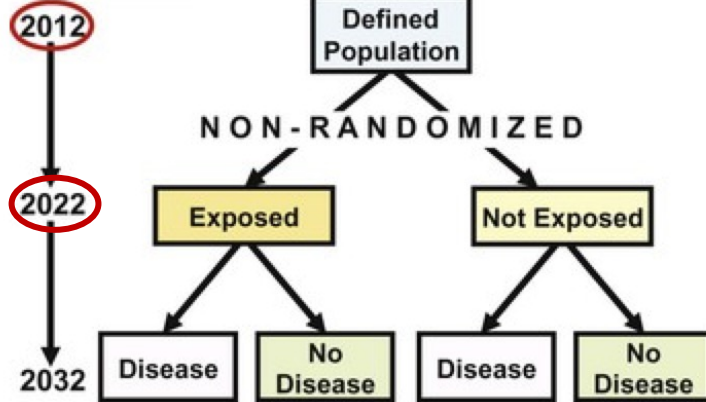 2012
Defined
Population
NON-RANDOMIZED
2022
Exposed
Not Exposed
2032
Disease
No
Disease
Disease
No
Disease